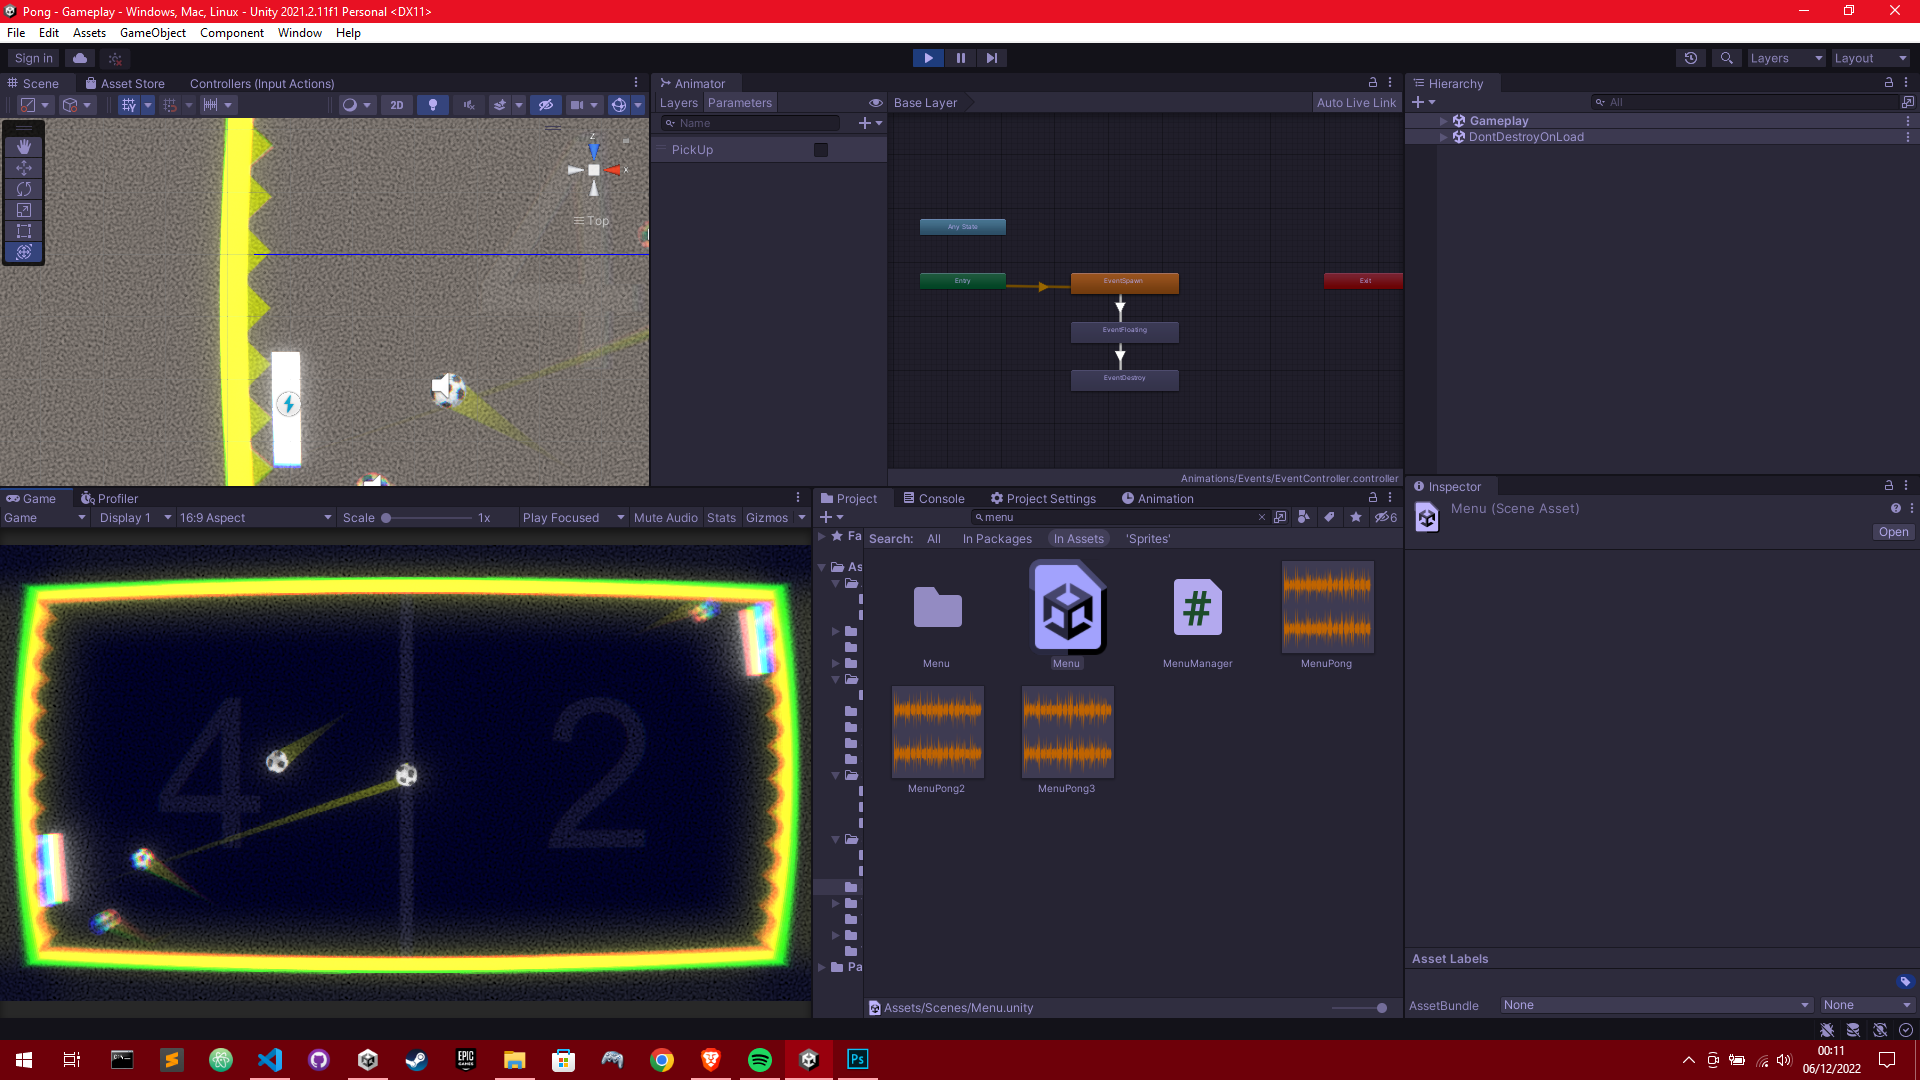 Pong - Gameplay - Windows, Mac, Linux - Unity 2021.2.11f1 Personal <DX11>
File Edit Assets GameObject Component Window Help
Sign in
Layers Layout
Scene Asset Store Controllers (Input Actions)
2D
z
x
Top
Animator
Layers Parameters
Base Layer
Auto Live Link
Name
PickUp
Any State
Entry
EventSpawn
Exit
EventFloating
EventDestroy
Animations/Events/EventController.controller
Hierarchy
All
Gameplay
DontDestroyOnLoad
Game Profiler
Game Display 1 16:9 Aspect Scale 1x Play Focused Mute Audio Stats Gizmos
4 2
Project Console Project Settings Animation
menu
6
Fa
As
Pa
Search: All In Packages In Assets 'Sprites'
Menu Menu MenuManager MenuPong
#
MenuPong2 MenuPong3
Assets/Scenes/Menu.unity
Inspector
Menu (Scene Asset)
Open
Asset Labels
AssetBundle None None
EPIC GAMES
Ps
00:11
06/12/2022